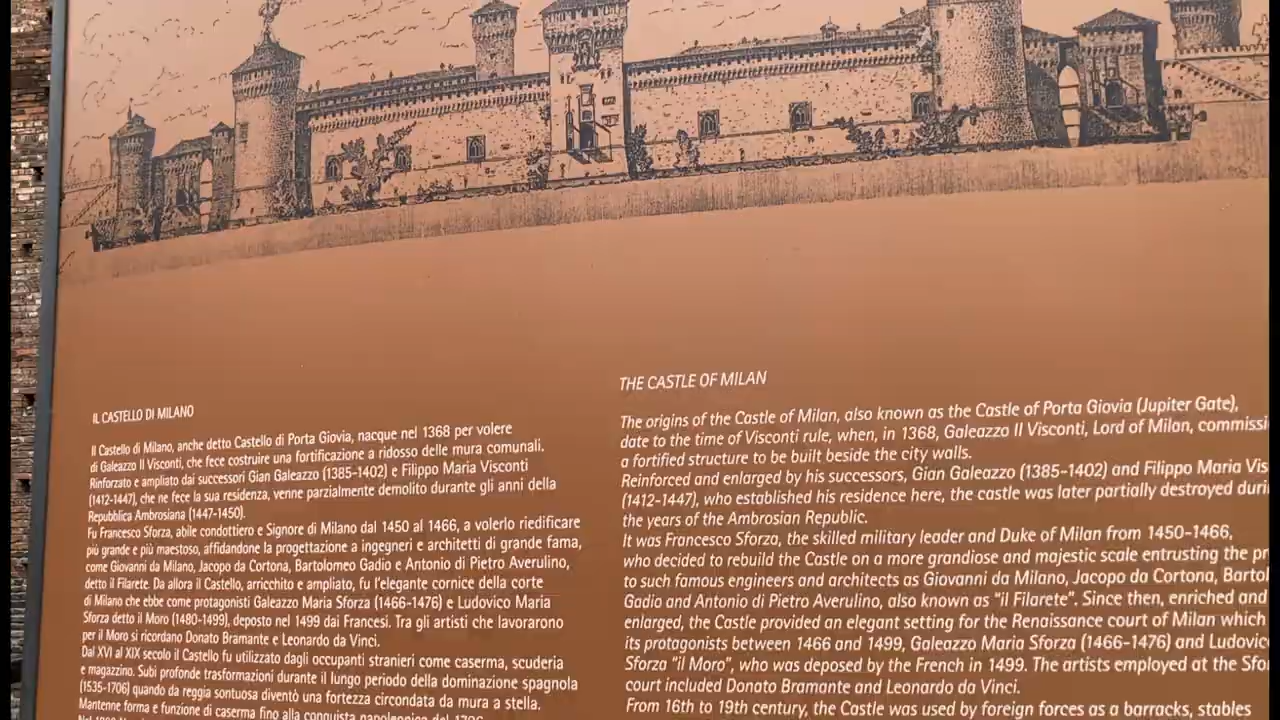 IL CASTELLO DI MILANO
Il Castello di Milano, anche detto Castello di Porta Giovia, nacque nel 1368 per volere
di Galeazzo II Visconti, che fece costruire una fortificazione a ridosso delle mura comunali.
Rinforzato e ampliato dai successori Gian Galeazzo (1385-1402) e Filippo Maria Visconti
(1412-1447), che ne fece la sua residenza, venne parzialmente demolito durante gli anni della
Repubblica Ambrosiana (1447-1450).
Fu Francesco Sforza, abile condottiero e Signore di Milano dal 1450 al 1466, a volerlo riedificare
più grande e più maestoso, affidandone la progettazione a ingegneri e architetti di grande fama,
come Giovanni da Milano, Jacopo da Cortona, Bartolomeo Gadio e Antonio di Pietro Averulino,
detto il Filarete. Da allora il Castello, arricchito e ampliato, fu l'elegante cornice della corte
di Milano che ebbe come protagonisti Galeazzo Maria Sforza (1466-1476) e Ludovico Maria
Sforza detto il Moro (1480-1499), deposto nel 1499 dai Francesi. Tra gli artisti che lavorarono
per il Moro si ricordano Donato Bramante e Leonardo da Vinci.
Dal XVI al XIX secolo il Castello fu utilizzato dagli occupanti stranieri come caserma, scuderia
e magazzino. Subì profonde trasformazioni durante il lungo periodo della dominazione spagnola
(1535-1706) quando da reggia sontuosa diventò una fortezza circondata da mura a stella.
Mantenne forma e funzione di caserma fino alla conquista napoleonica del
THE CASTLE OF MILAN
The origins of the Castle of Milan, also known as the Castle of Porta Giovia (Jupiter Gate),
date to the time of Visconti rule, when, in 1368, Galeazzo II Visconti, Lord of Milan, commissi
a fortified structure to be built beside the city walls.
Reinforced and enlarged by his successors, Gian Galeazzo (1385-1402) and Filippo Maria Vis
(1412-1447), who established his residence here, the castle was later partially destroyed duri
the years of the Ambrosian Republic.
It was Francesco Sforza, the skilled military leader and Duke of Milan from 1450-1466,
who decided to rebuild the Castle on a more grandiose and majestic scale entrusting the pr
to such famous engineers and architects as Giovanni da Milano, Jacopo da Cortona, Bartol
Gadio and Antonio di Pietro Averulino, also known as "il Filarete". Since then, enriched and
enlarged, the Castle provided an elegant setting for the Renaissance court of Milan which
its protagonists between 1466 and 1499, Galeazzo Maria Sforza (1466-1476) and Ludovic
Sforza "il Moro", who was deposed by the French in 1499. The artists employed at the Sfo
court included Donato Bramante and Leonardo da Vinci.
From 16th to 19th century, the Castle was used by foreign forces as a barracks, stables